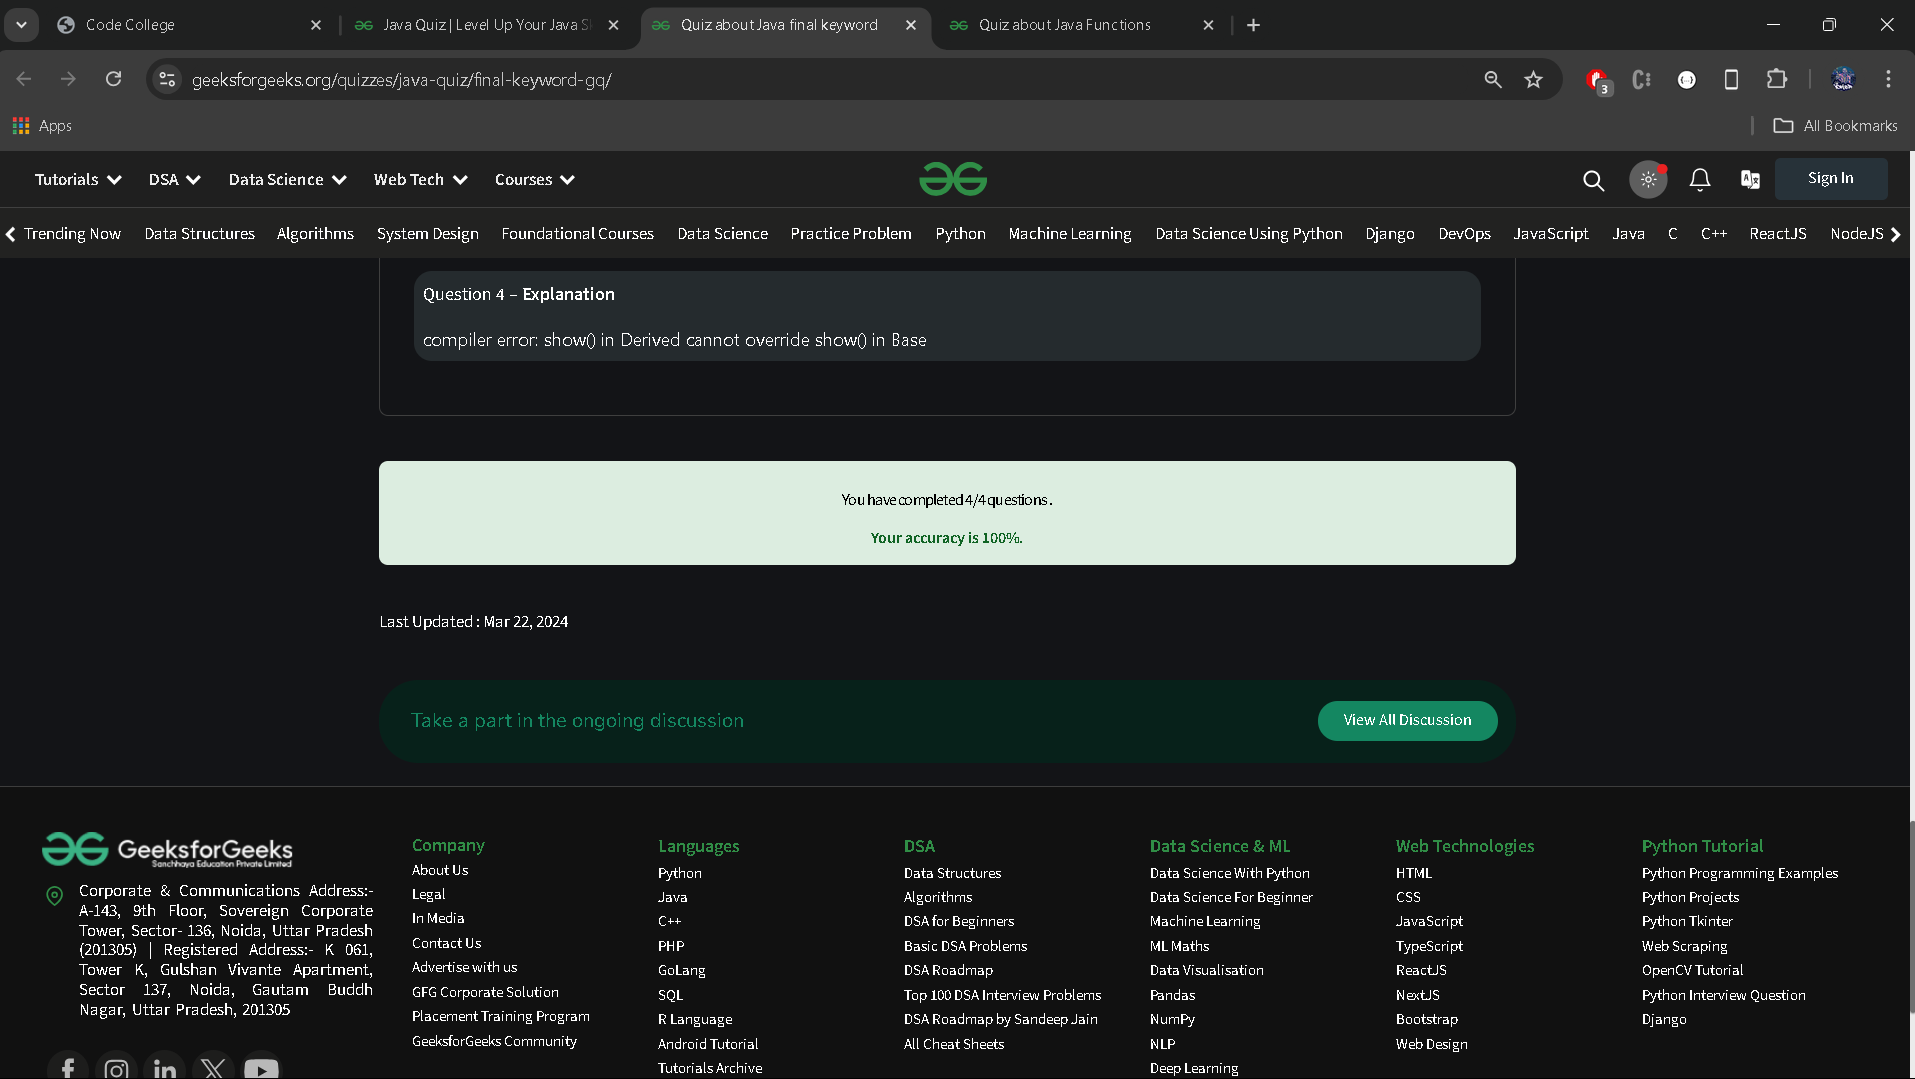 Code College
Java Quiz | Level Up Your Java Sk
Quiz about Java final keyword
Quiz about Java Functions
geeksforgeeks.org/quizzes/java-quiz/final-keyword-gq/
3
Apps
All Bookmarks
Tutorials
DSA
Data Science
Web Tech
Courses
Sign In
Trending Now
Data Structures
Algorithms
System Design
Foundational Courses
Data Science
Practice Problem
Python
Machine Learning
Data Science Using Python
Django
DevOps
JavaScript
Java
C
C++
ReactJS
NodeJS
Question 4 – Explanation
compiler error: show() in Derived cannot override show() in Base
You have completed 4/4 questions .
Your accuracy is 100%.
Last Updated : Mar 22, 2024
Take a part in the ongoing discussion
View All Discussion
GeeksforGeeks
Sanchhaya Education Private Limited
Corporate & Communications Address:-
A-143, 9th Floor, Sovereign Corporate
Tower, Sector- 136, Noida, Uttar Pradesh
(201305) | Registered Address:- K 061,
Tower K, Gulshan Vivante Apartment,
Sector 137, Noida, Gautam Buddh
Nagar, Uttar Pradesh, 201305
Company
About Us
Legal
In Media
Contact Us
Advertise with us
GFG Corporate Solution
Placement Training Program
GeeksforGeeks Community
Languages
Python
Java
C++
PHP
GoLang
SQL
R Language
Android Tutorial
Tutorials Archive
DSA
Data Structures
Algorithms
DSA for Beginners
Basic DSA Problems
DSA Roadmap
Top 100 DSA Interview Problems
DSA Roadmap by Sandeep Jain
All Cheat Sheets
Data Science & ML
Data Science With Python
Data Science For Beginner
Machine Learning
ML Maths
Data Visualisation
Pandas
NumPy
NLP
Deep Learning
Web Technologies
HTML
CSS
JavaScript
TypeScript
ReactJS
NextJS
Bootstrap
Web Design
Python Tutorial
Python Programming Examples
Python Projects
Python Tkinter
Web Scraping
OpenCV Tutorial
Python Interview Question
Django